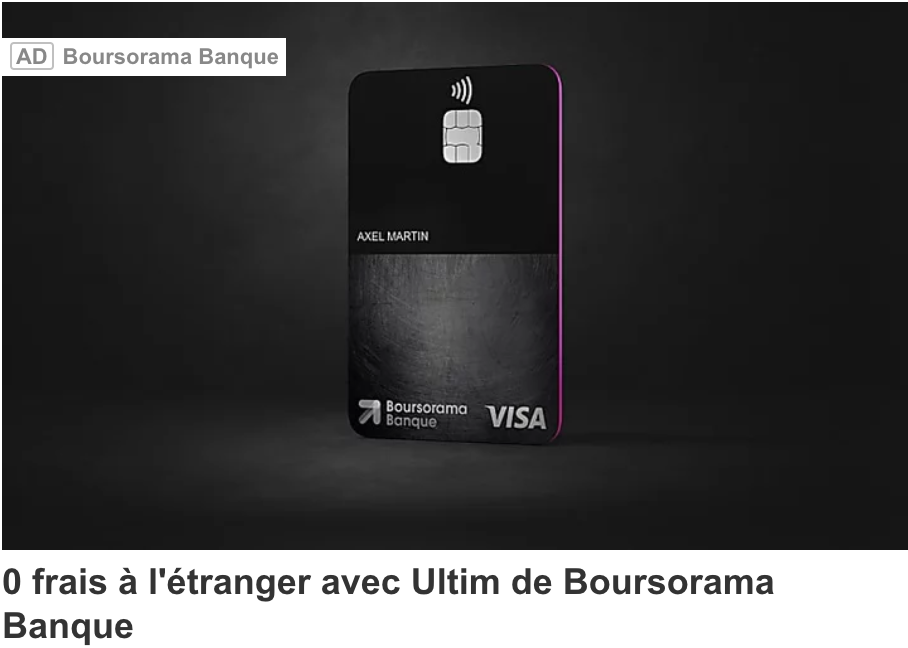 AD Boursorama Banque
AXEL MARTIN
Boursorama
Banque
VISA
0 frais à l'étranger avec Ultim de Boursorama
Banque